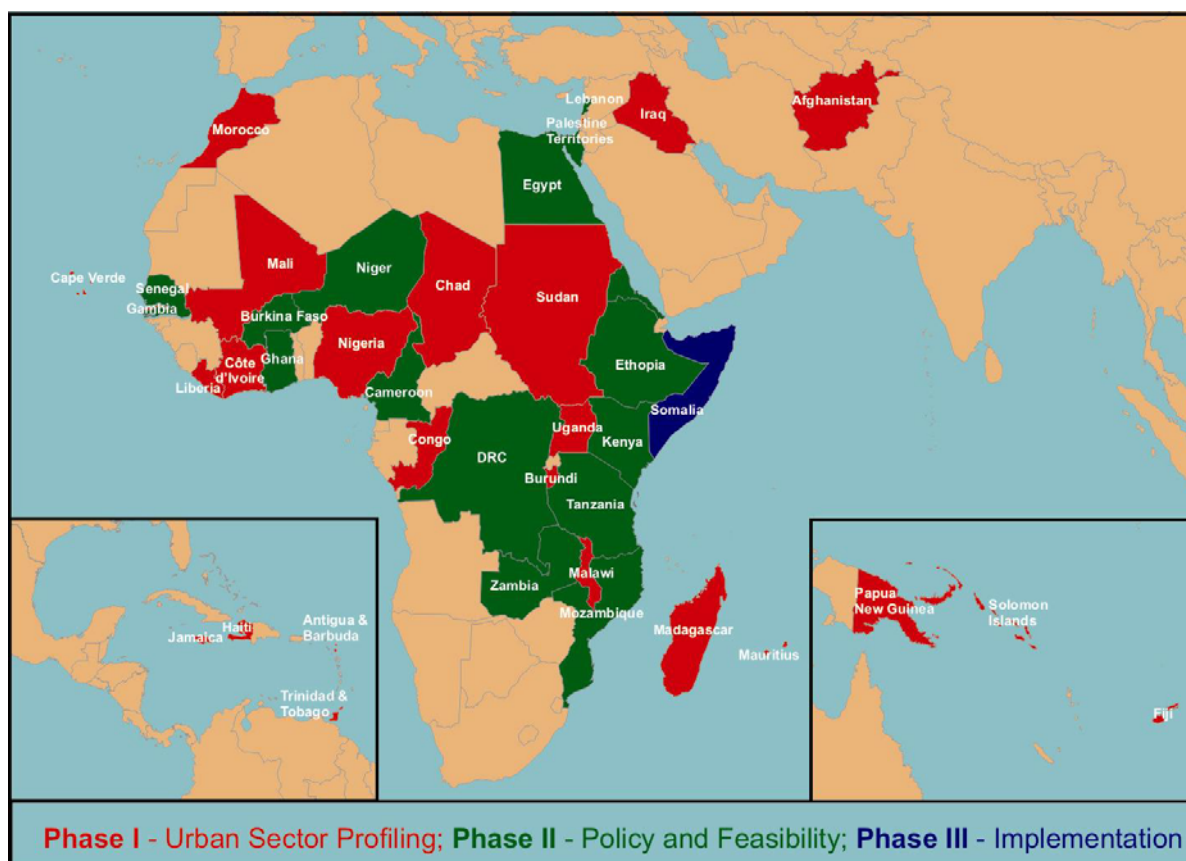 Morocco
Lebanon
Palestine
Territories
Iraq
Afghanistan
Egypt
Cape Verde
Mali
Niger
Chad
Sudan
Senegal
Gambia
Burkina Faso
Nigeria
Ghana
Côte
d'Ivoire
Liberia
Cameroon
Ethopia
Somalia
Congo
Uganda
Kenya
DRC
Burundi
Tanzania
Malawi
Zambia
Mozambique
Madagascar
Mauritius
Haiti
Jamaica
Antigua &
Barbuda
Trinidad &
Tobago
Papua
New Guinea
Solomon
Islands
Fiji
Phase I - Urban Sector Profiling; Phase II - Policy and Feasibility; Phase III - Implementation